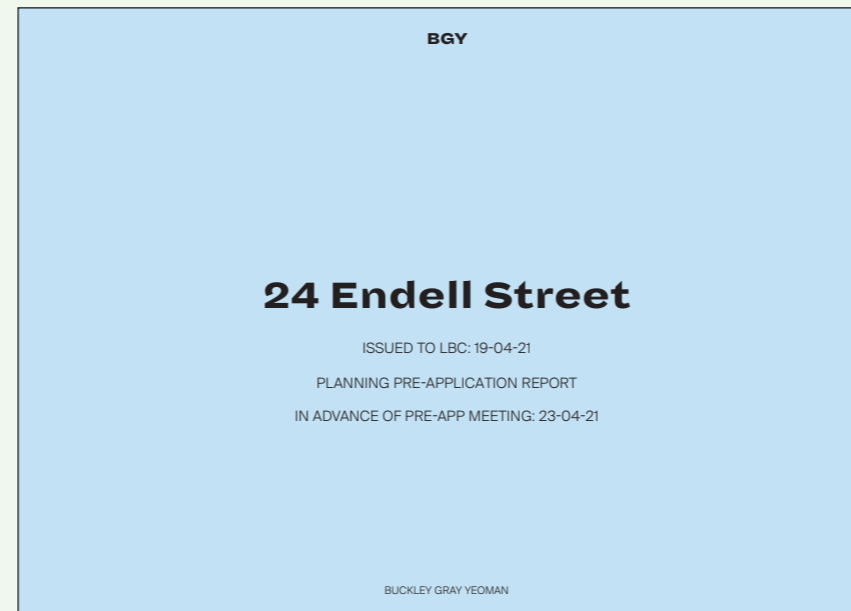 BGY
24 Endell Street
ISSUED TO LBC: 19-04-21
PLANNING PRE-APPLICATION REPORT
IN ADVANCE OF PRE-APP MEETING: 23-04-21
BUCKLEY GRAY YEOMAN